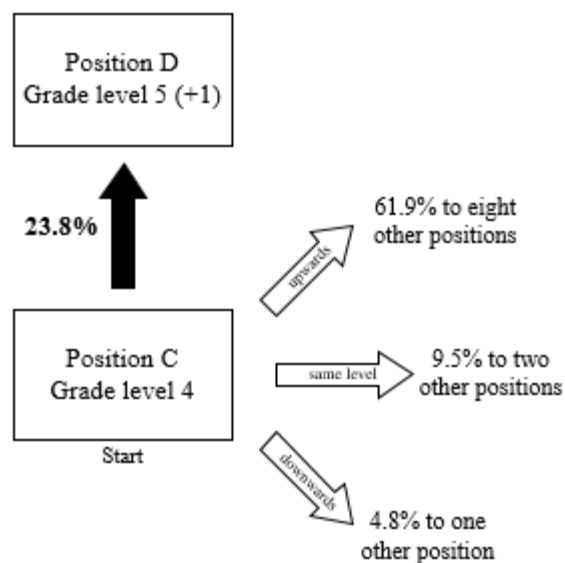 Position D
Grade level 5 (+1)
23.8%
61.9% to eight
other positions
upwards
Position C
Grade level 4
same level
9.5% to two
other positions
Start
downwards
4.8% to one
other position